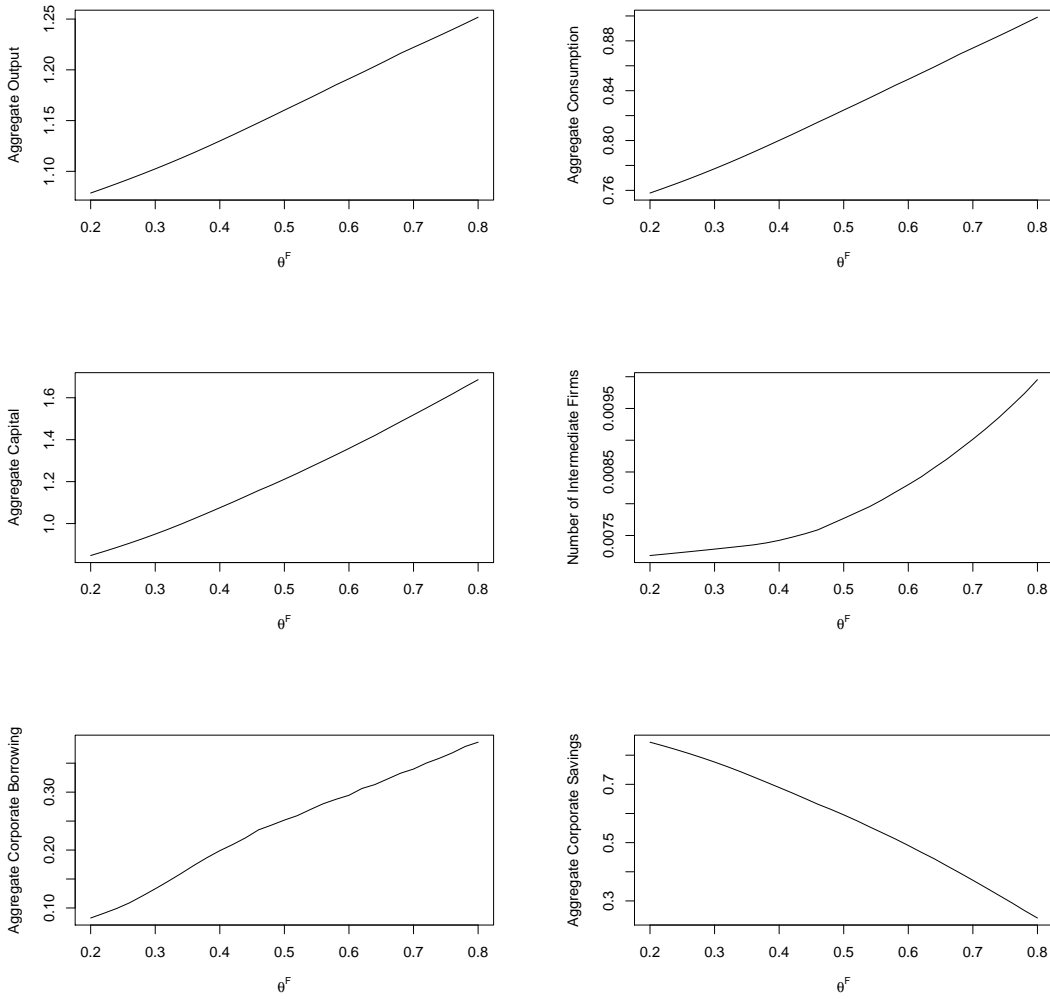 Aggregate Output
1.10 1.15 1.20 1.25
0.2 0.3 0.4 0.5 0.6 0.7 0.8
θ^F
Aggregate Consumption
0.76 0.80 0.84 0.88
0.2 0.3 0.4 0.5 0.6 0.7 0.8
θ^F
Aggregate Capital
1.0 1.2 1.4 1.6
0.2 0.3 0.4 0.5 0.6 0.7 0.8
θ^F
Number of Intermediate Firms
0.0075 0.0085 0.0095
0.2 0.3 0.4 0.5 0.6 0.7 0.8
θ^F
Aggregate Corporate Borrowing
0.10 0.20 0.30
0.2 0.3 0.4 0.5 0.6 0.7 0.8
θ^F
Aggregate Corporate Savings
0.3 0.5 0.7
0.2 0.3 0.4 0.5 0.6 0.7 0.8
θ^F